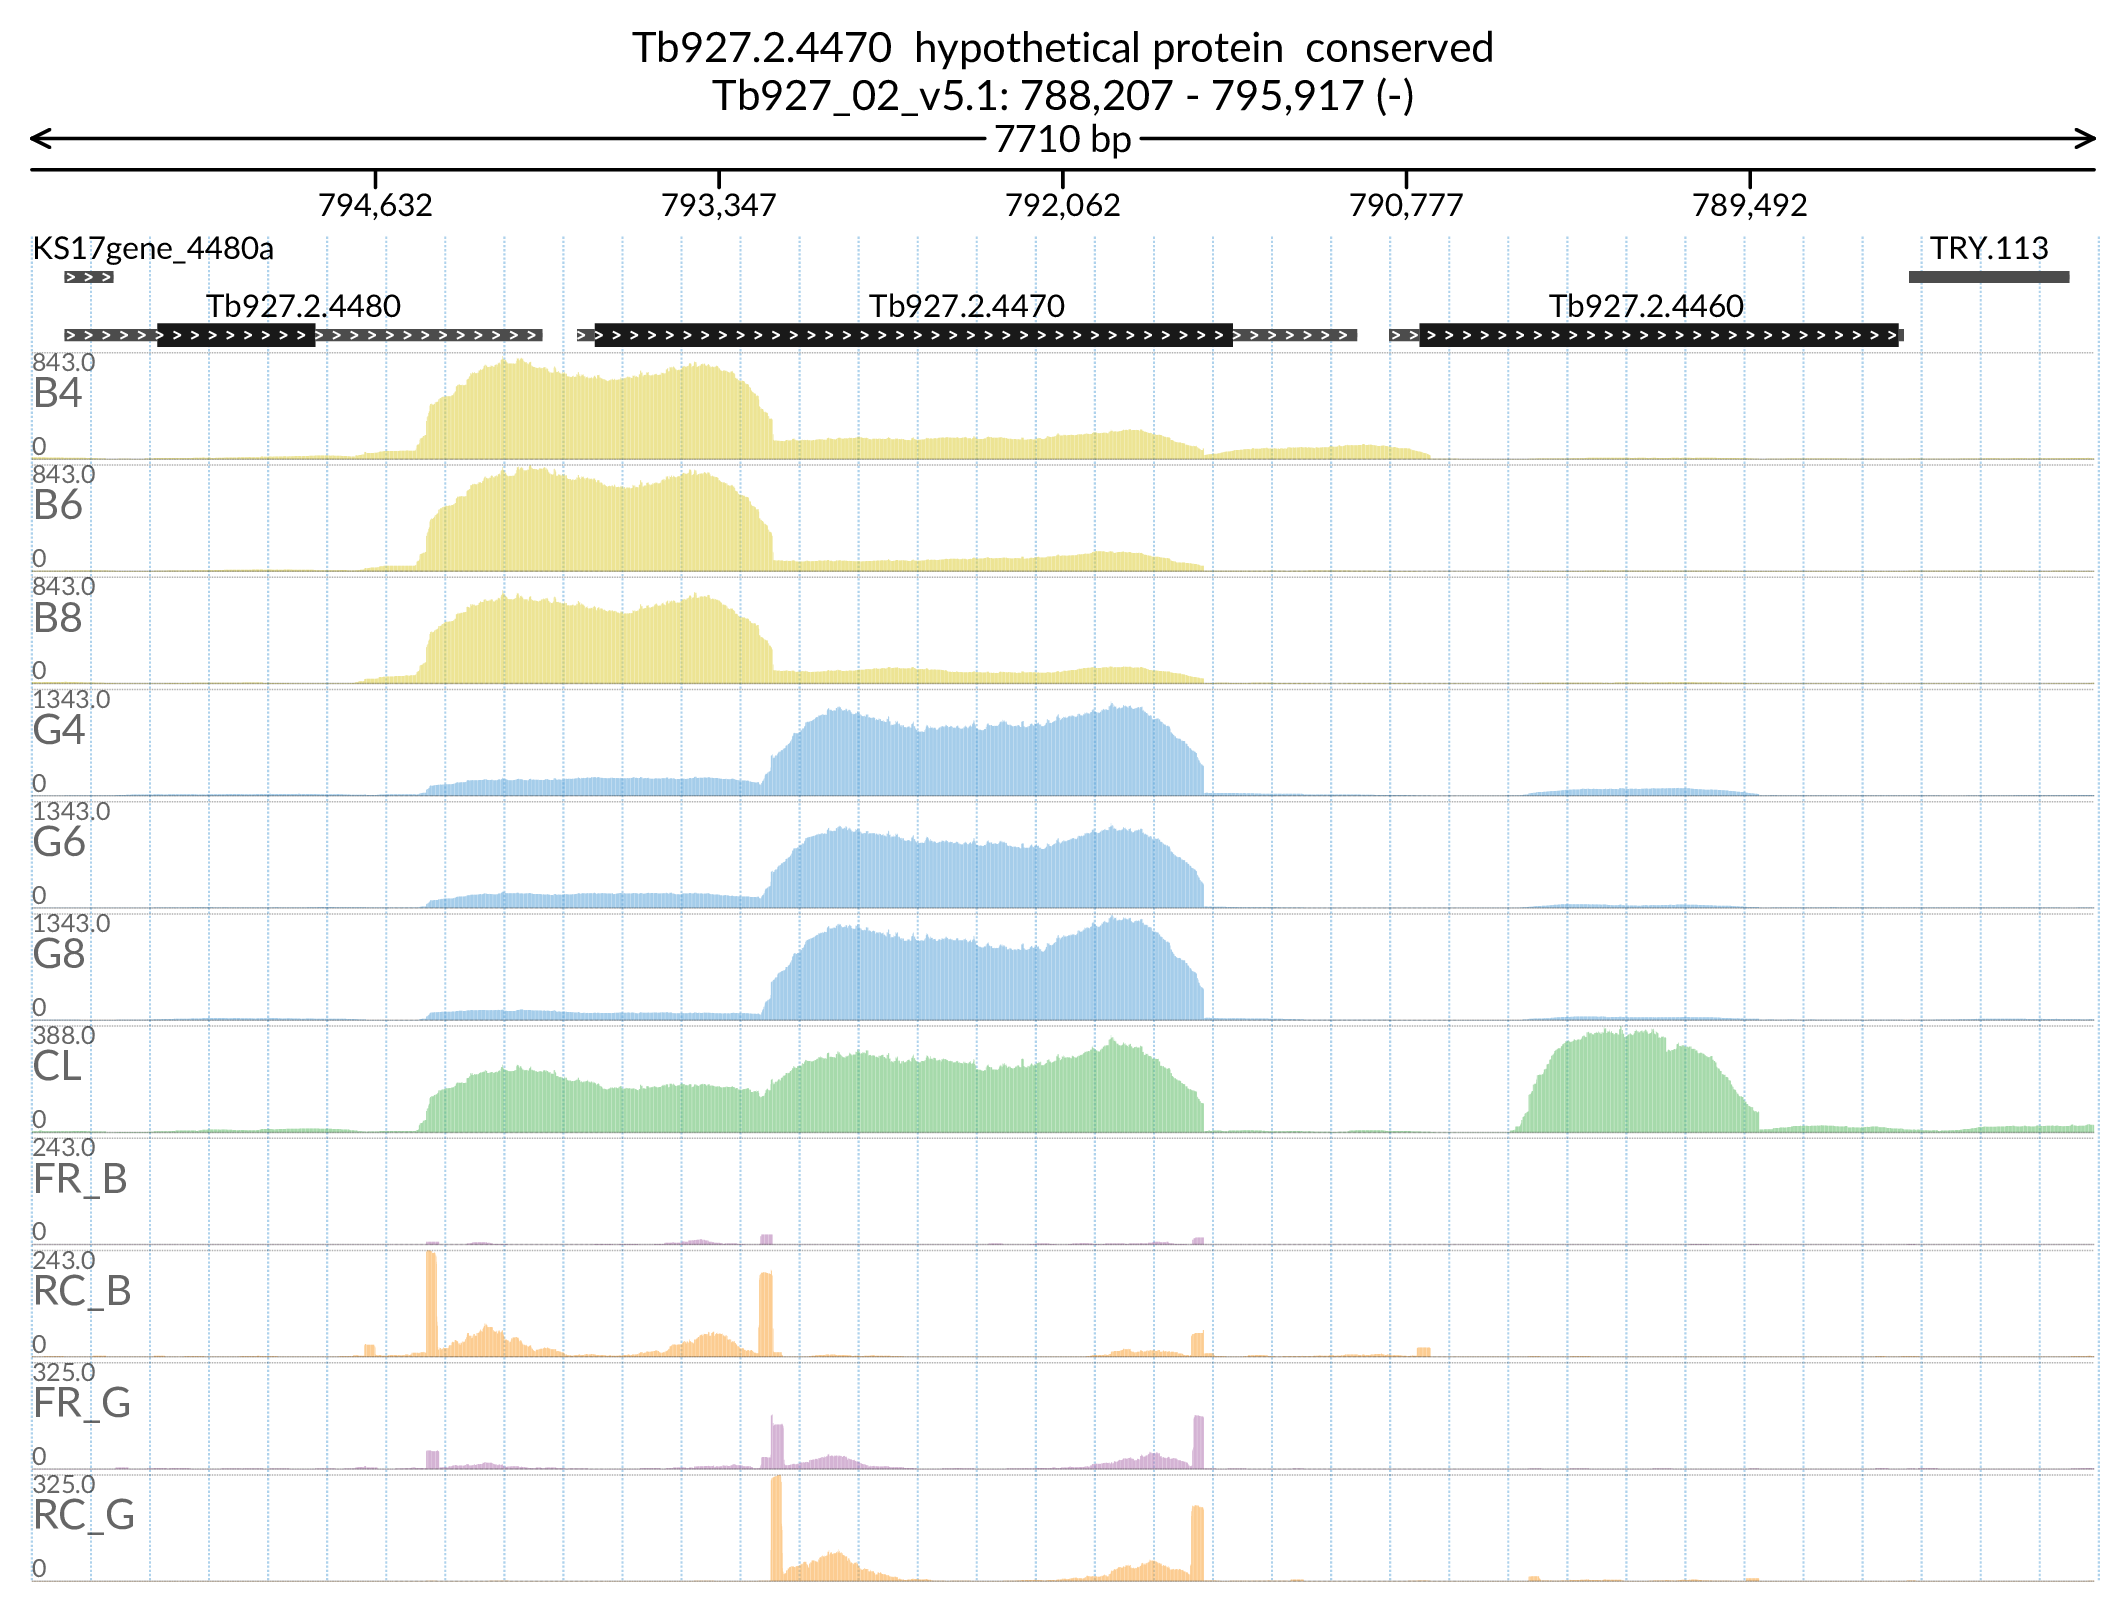 Tb927.2.4470 hypothetical protein conserved
Tb927_02_v5.1: 788,207 - 795,917 (-)
7710 bp
794,632 793,347 792,062 790,777 789,492
KS17gene_4480a TRY.113
Tb927.2.4480 Tb927.2.4470 Tb927.2.4460
843.0
B4
0
843.0
B6
0
843.0
B8
0
1343.0
G4
0
1343.0
G6
0
1343.0
G8
0
388.0
CL
0
243.0
FR_B
0
243.0
RC_B
0
325.0
FR_G
0
325.0
RC_G
0